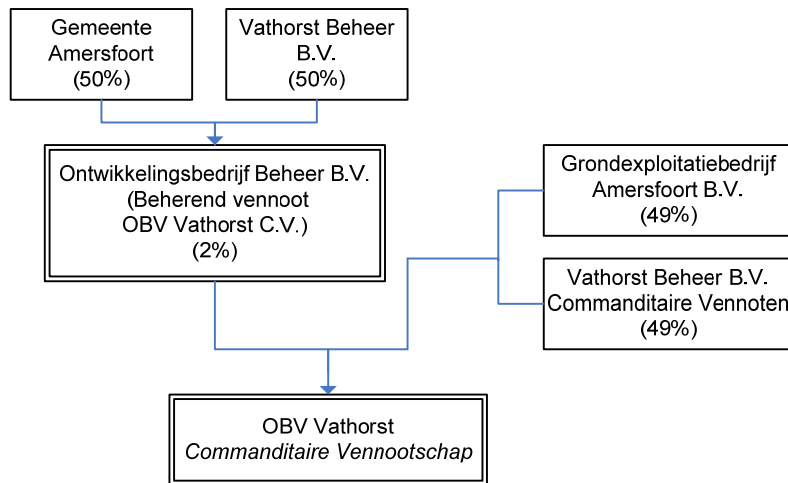 Gemeente
Amersfoort
(50%)
Vathorst Beheer
B.V.
(50%)
Ontwikkelingsbedrijf Beheer B.V.
(Beherend vennoot
OBV Vathorst C.V.)
(2%)
Grondexploitatiebedrijf
Amersfoort B.V.
(49%)
Vathorst Beheer B.V.
Commanditaire Vennoten
(49%)
OBV Vathorst
Commanditaire Vennootschap